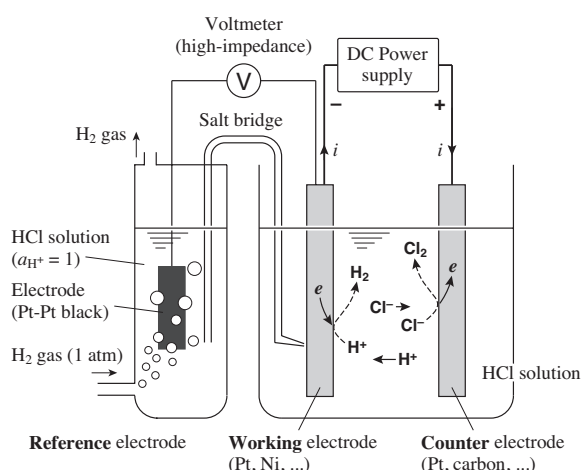 Voltmeter
(high-impedance)
DC Power
supply
V
−
+
H2 gas
Salt bridge
i
i
HCl solution
(aH+ = 1)
Cl2
H2
e
e
Electrode
(Pt-Pt black)
Cl−
Cl−
H+
H+
H2 gas (1 atm)
HCl solution
Reference electrode
Working electrode
(Pt, Ni, ...)
Counter electrode
(Pt, carbon, ...)